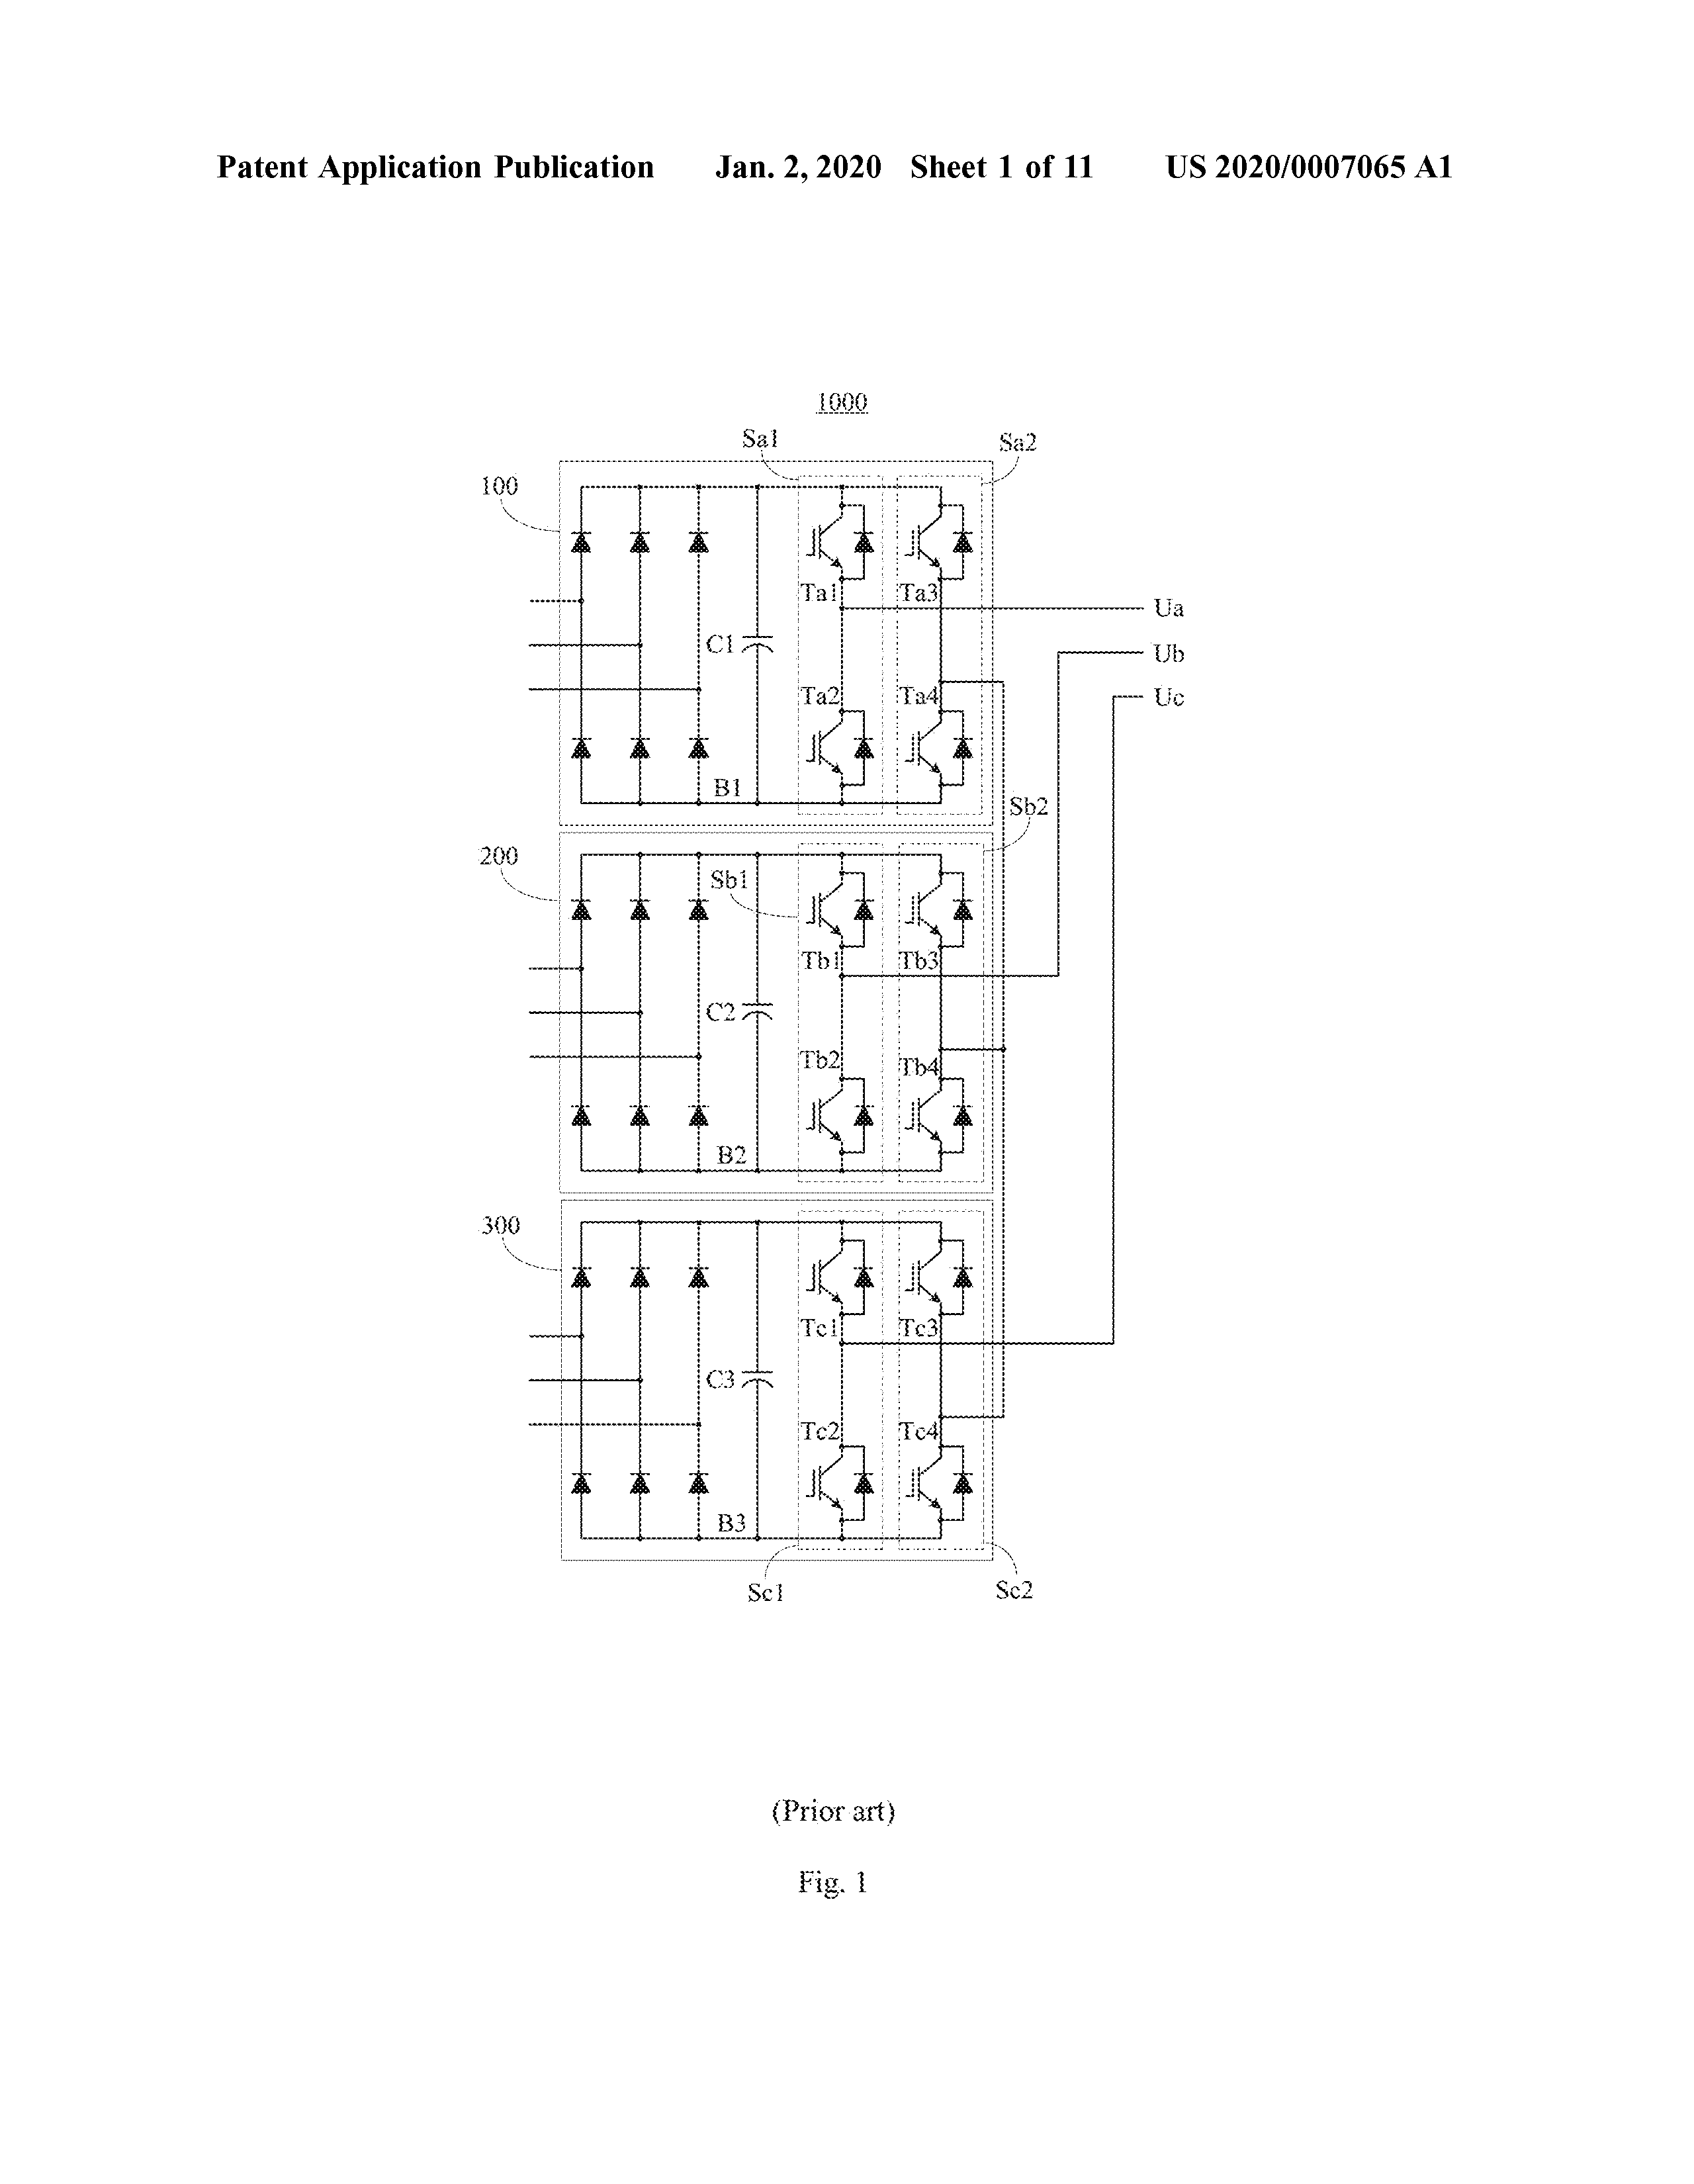 Patent Application Publication Jan. 2, 2020 Sheet 1 of 11 US 2020/0007065 A1
1000
Sa1
Sa2
100
Ta1
Ta3
Ua
C1
Ub
Ta2
Ta4
Uc
B1
Sb2
200
Sb1
Tb1
Tb3
C2
Tb2
Tb4
B2
300
Tc1
Tc3
C3
Tc2
Tc4
B3
Sc1
Sc2
(Prior art)
Fig. 1